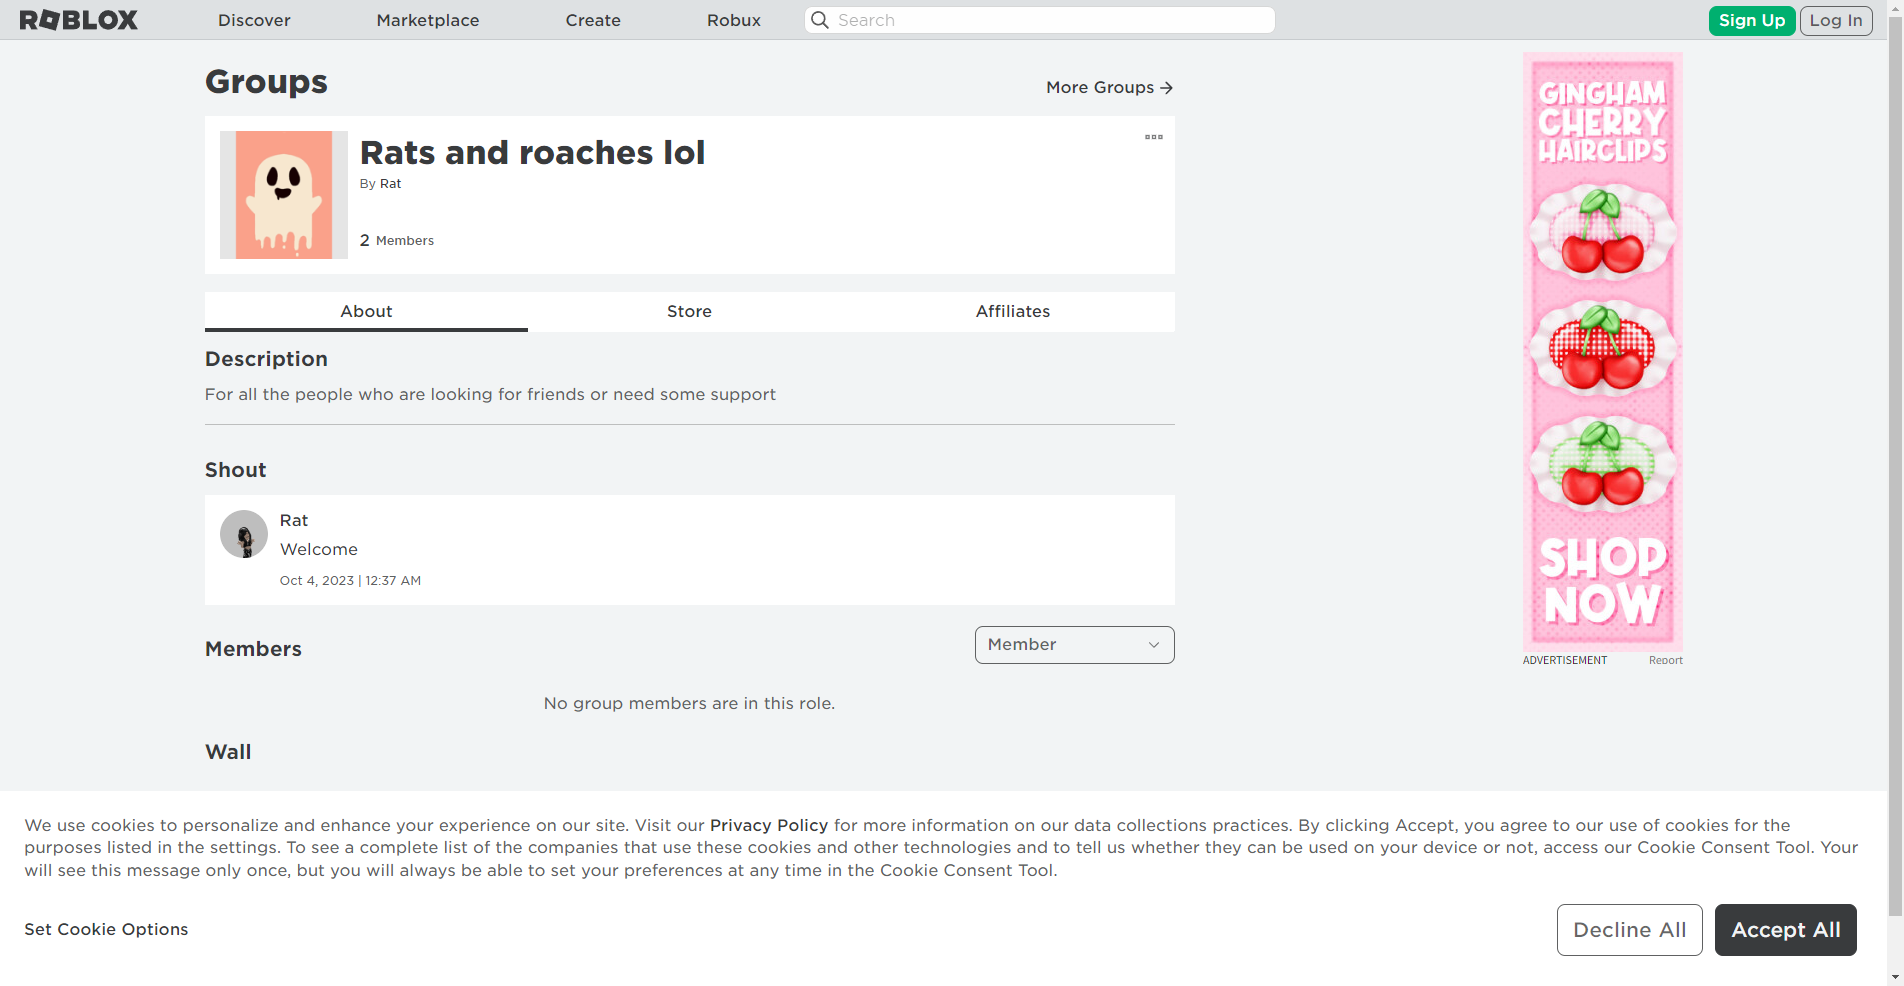 ROBLOX
Discover
Marketplace
Create
Robux
Search
Sign Up
Log In
Groups
More Groups →
Rats and roaches lol
By Rat
2 Members
About
Store
Affiliates
Description
For all the people who are looking for friends or need some support
Shout
Rat
Welcome
Oct 4, 2023 | 12:37 AM
Members
Member
No group members are in this role.
Wall
GINGHAM
CHERRY
HAIRCLIPS
SHOP
NOW
ADVERTISEMENT
Report
We use cookies to personalize and enhance your experience on our site. Visit our Privacy Policy for more information on our data collections practices. By clicking Accept, you agree to our use of cookies for the
purposes listed in the settings. To see a complete list of the companies that use these cookies and other technologies and to tell us whether they can be used on your device or not, access our Cookie Consent Tool. Your
will see this message only once, but you will always be able to set your preferences at any time in the Cookie Consent Tool.
Set Cookie Options
Decline All
Accept All